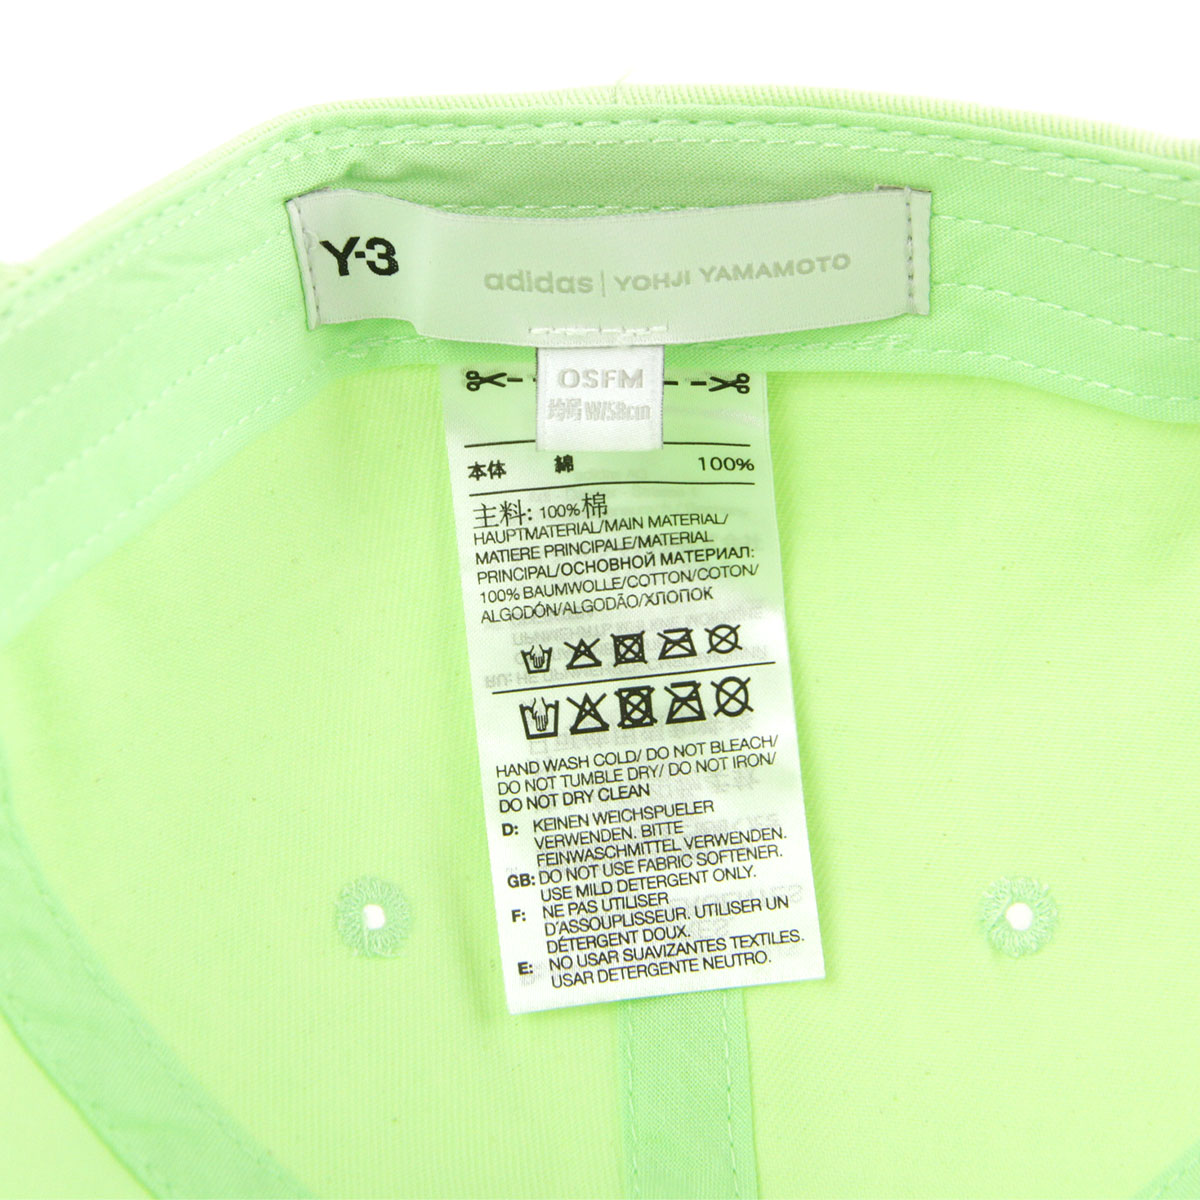 Y-3
adidas | YOHJI YAMAMOTO
OSFM
W/58cm
本体 綿 100%
主料: 100%棉
HAUPTMATERIAL/MAIN MATERIAL/
MATIERE PRINCIPALE/MATERIAL
PRINCIPAL/ОСНОВНОЙ МАТЕРИАЛ:
100% BAUMWOLLE/COTTON/COTON/
ALGODÓN/ALGODÃO/ХЛОПОК
HAND WASH COLD/ DO NOT BLEACH/
DO NOT TUMBLE DRY/ DO NOT IRON/
DO NOT DRY CLEAN
D: KEINEN WEICHSPUELER
VERWENDEN. BITTE
FEINWASCHMITTEL VERWENDEN.
GB: DO NOT USE FABRIC SOFTENER.
USE MILD DETERGENT ONLY.
F: NE PAS UTILISER
D'ASSOUPLISSEUR. UTILISER UN
DÉTERGENT DOUX.
E: NO USAR SUAVIZANTES TEXTILES.
USAR DETERGENTE NEUTRO.